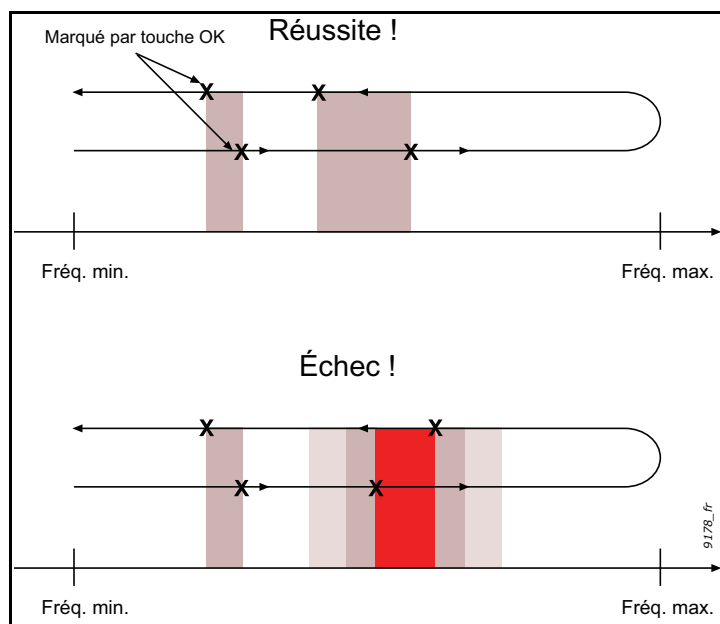 Réussite !
Marqué par touche OK
X
X
X
X
Fréq. min.
Fréq. max.
Échec !
X
X
X
X
9178_fr
Fréq. min.
Fréq. max.